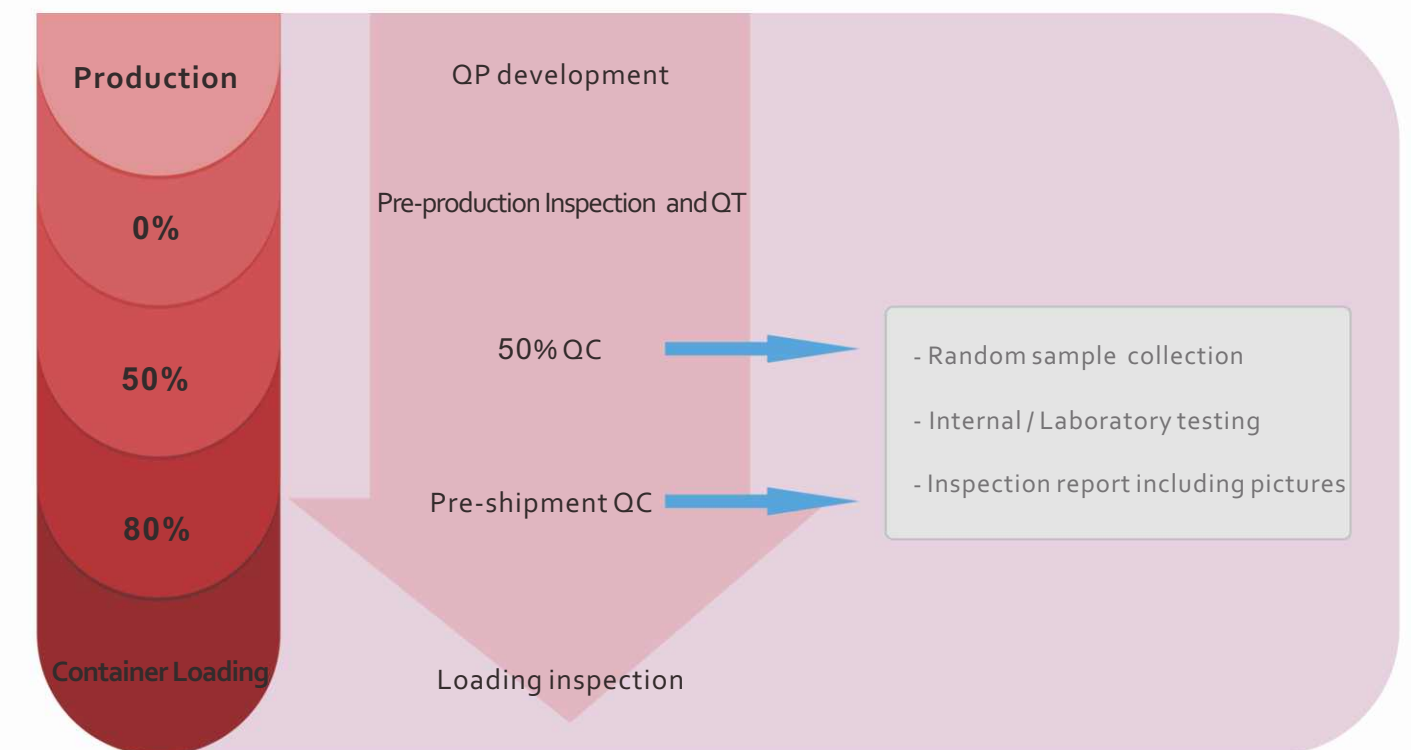 Production
QP development
0%
Pre-production Inspection and QT
50%
50% QC
80%
Pre-shipment QC
- Random sample collection
- Internal / Laboratory testing
- Inspection report including pictures
Container Loading
Loading inspection